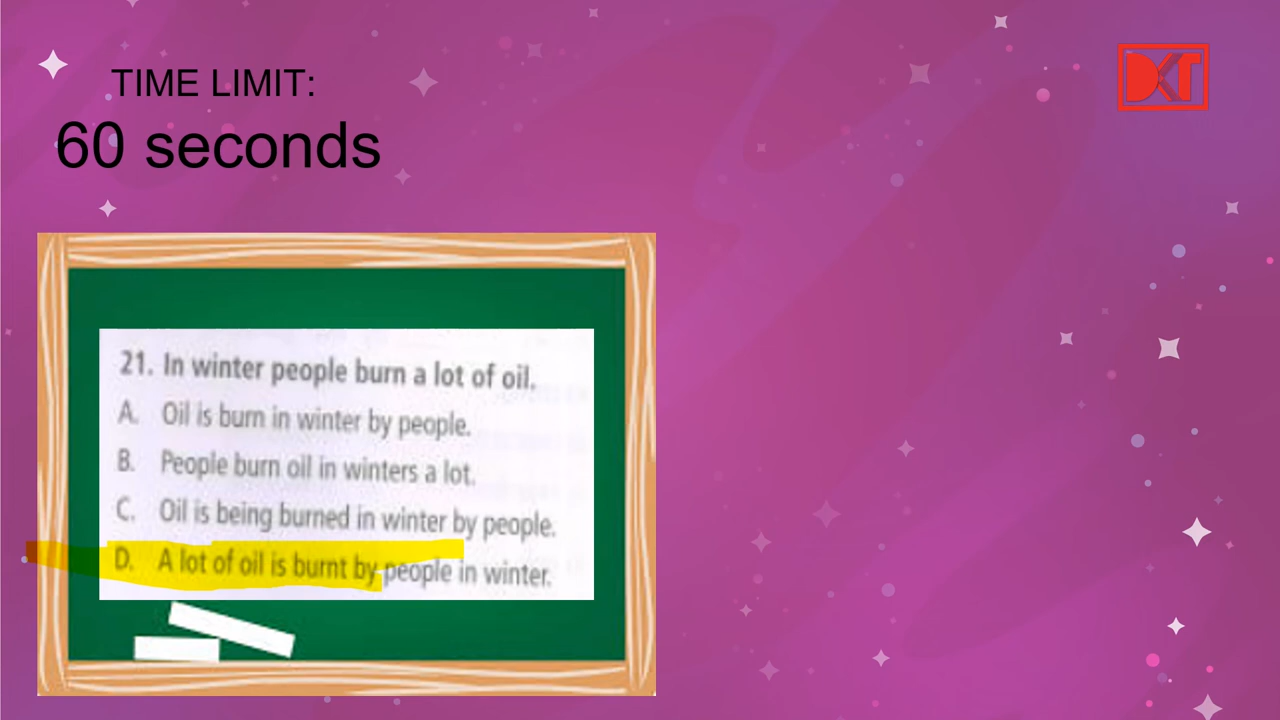 TIME LIMIT:
60 seconds
DKT
21. In winter people burn a lot of oil.
A. Oil is burn in winter by people.
B. People burn oil in winters a lot.
C. Oil is being burned in winter by people.
D. A lot of oil is burnt by people in winter.